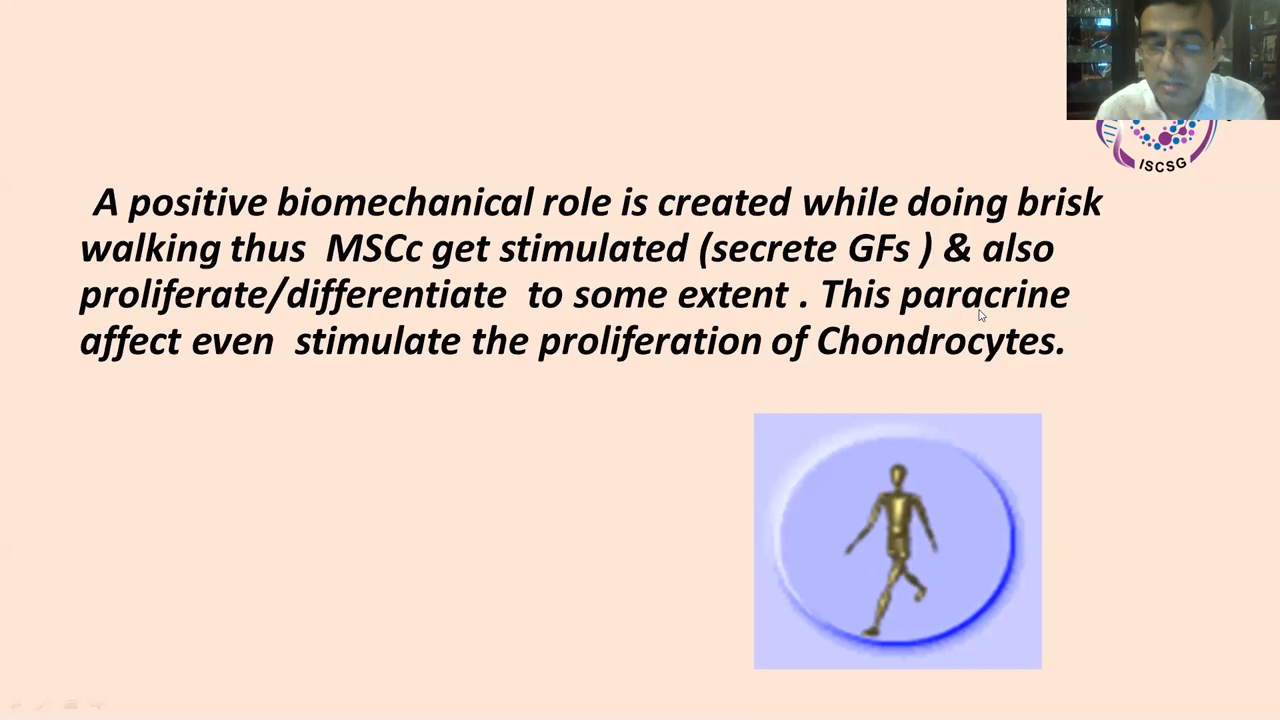 ISCSG
A positive biomechanical role is created while doing brisk
walking thus MSCc get stimulated (secrete GFs ) & also
proliferate/differentiate to some extent . This paracrine
affect even stimulate the proliferation of Chondrocytes.